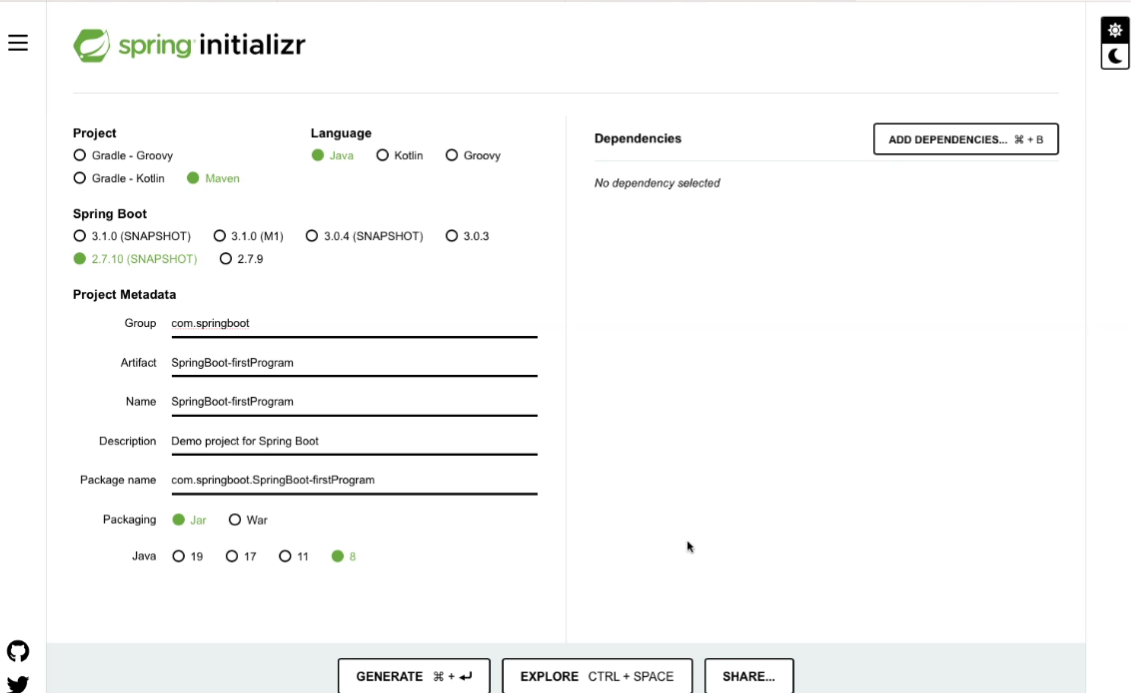 spring initializr
Project
Gradle - Groovy
Gradle - Kotlin Maven
Language
Java Kotlin Groovy
Spring Boot
3.1.0 (SNAPSHOT) 3.1.0 (M1) 3.0.4 (SNAPSHOT) 3.0.3
2.7.10 (SNAPSHOT) 2.7.9
Project Metadata
Group com.springboot
Artifact SpringBoot-firstProgram
Name SpringBoot-firstProgram
Description Demo project for Spring Boot
Package name com.springboot.SpringBoot-firstProgram
Packaging Jar War
Java 19 17 11 8
Dependencies ADD DEPENDENCIES... ⌘ + B
No dependency selected
GENERATE ⌘ + ↵ EXPLORE CTRL + SPACE SHARE...